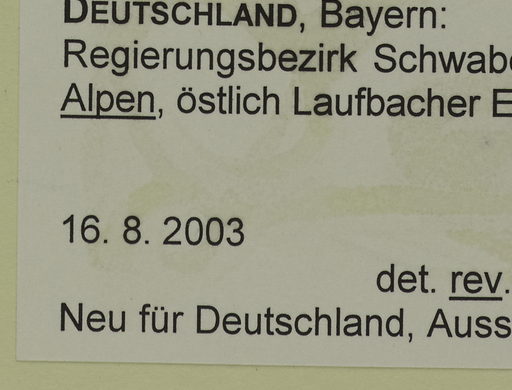 DEUTSCHLAND, Bayern:
Regierungsbezirk Schwab
Alpen, östlich Laufbacher E
16. 8. 2003
det. rev.
Neu für Deutschland, Auss